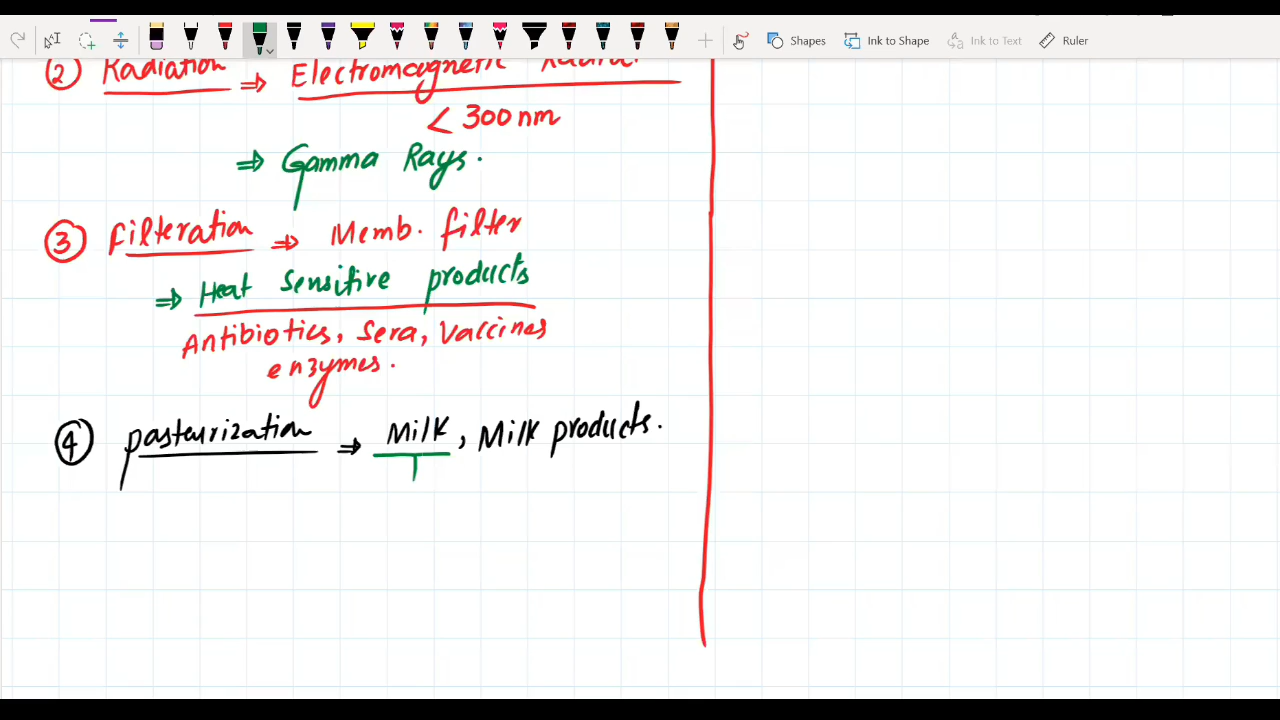 Shapes Ink to Shape Ink to Text Ruler
② Radiation ⇒ Electromagnetic
< 300 nm
⇒ Gamma Rays.
③ filteration ⇒ Memb. filter
⇒ Heat Sensitive products
Antibiotics, Sera, Vaccines
enzymes.
④ pasteurization ⇒ Milk, Milk products.